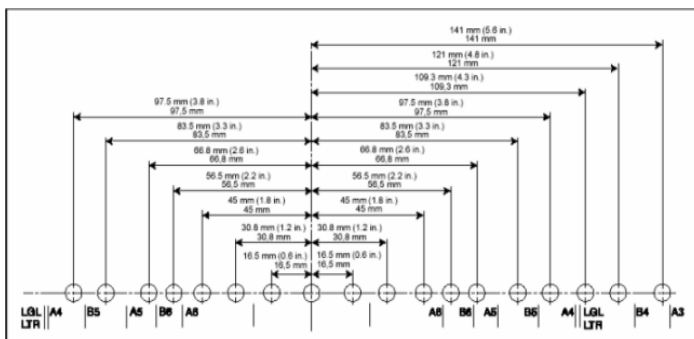 141 mm (5.6 in.)
141 mm
121 mm (4.8 in.)
121 mm
109.3 mm (4.3 in.)
109,3 mm
97.5 mm (3.8 in.) 97.5 mm (3.8 in.)
97,5 mm 97,5 mm
83.5 mm (3.3 in.) 83.5 mm (3.3 in.)
83,5 mm 83,5 mm
66.8 mm (2.6 in.) 66.8 mm (2.6 in.)
66,8 mm 66,8 mm
56.5 mm (2.2 in.) 56.5 mm (2.2 in.)
56,5 mm 56,5 mm
45 mm (1.8 in.) 45 mm (1.8 in.)
45 mm 45 mm
30.8 mm (1.2 in.) 30.8 mm (1.2 in.)
30,8 mm 30,8 mm
16.5 mm (0.6 in.) 16.5 mm (0.6 in.)
16,5 mm 16,5 mm
LGL A4 B5 A5 B6 A6 A6 B6 A5 B5 A4 LGL B4 A3
LTR LTR